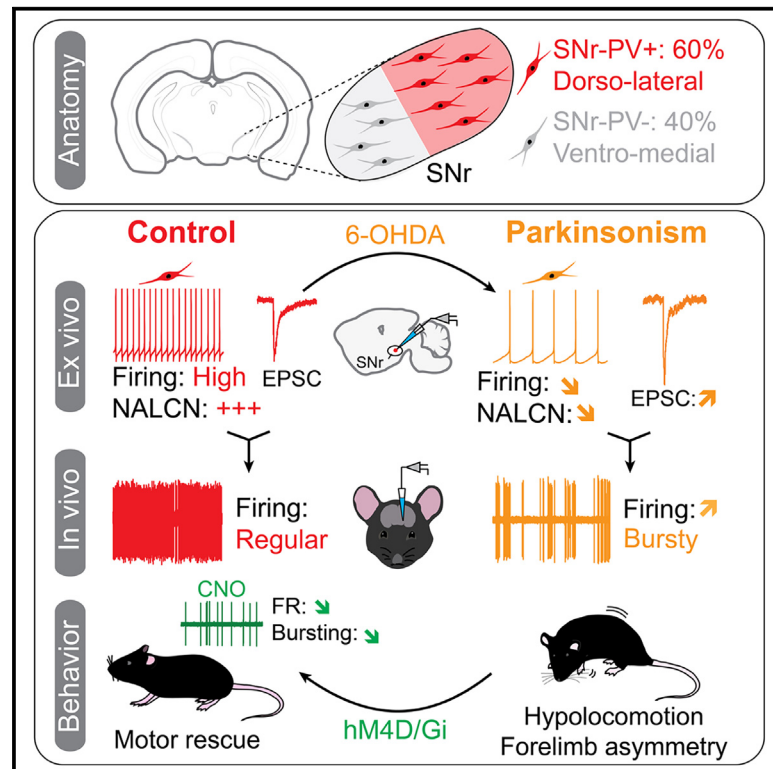 Anatomy
SNr-PV+: 60%
Dorso-lateral
SNr-PV-: 40%
Ventro-medial
SNr
Control
6-OHDA
Parkinsonism
Ex vivo
SNr
Firing: High
NALCN: +++
EPSC
Firing: ↘
NALCN: ↘
EPSC: ↗
In vivo
Firing:
Regular
Firing: ↗
Bursty
Behavior
CNO
FR: ↘
Bursting: ↘
Motor rescue
hM4D/Gi
Hypolocomotion
Forelimb asymmetry